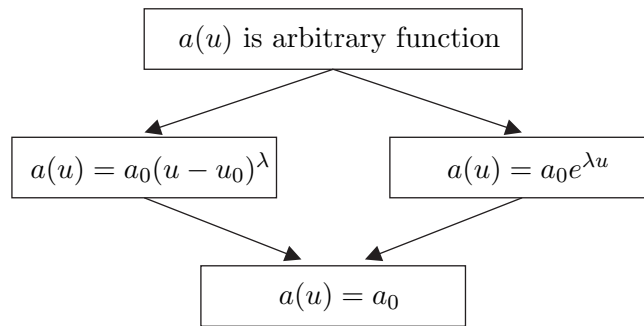 a(u) is arbitrary function
a(u) = a₀(u − u₀)^λ
a(u) = a₀e^{λu}
a(u) = a₀